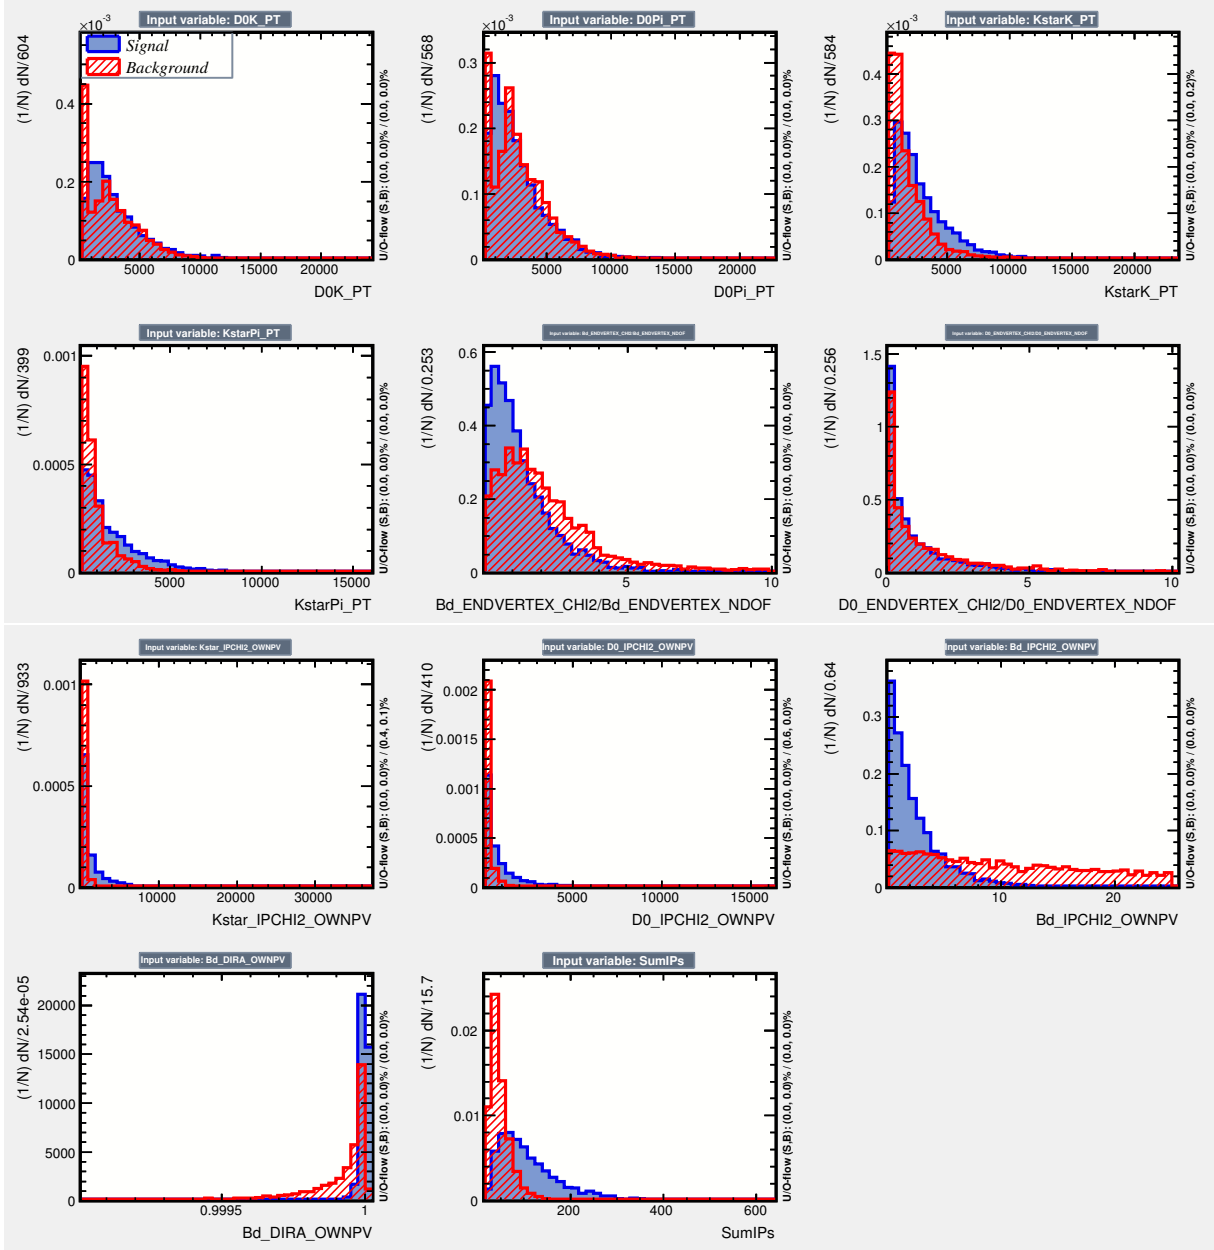 Input variable: D0K_PT
×10⁻³
(1/N) dN/ 604
Signal
Background
0.4
0.2
0
5000 10000 15000 20000
D0K_PT
U/O-flow (S,B): (0.0, 0.0)% / (0.0, 0.0)%
Input variable: D0Pi_PT
×10⁻³
(1/N) dN/ 568
0.3
0.2
0.1
0
5000 10000 15000 20000
D0Pi_PT
U/O-flow (S,B): (0.0, 0.0)% / (0.0, 0.0)%
Input variable: KstarK_PT
×10⁻³
(1/N) dN/ 584
0.4
0.3
0.2
0.1
0
5000 10000 15000 20000
KstarK_PT
U/O-flow (S,B): (0.0, 0.0)% / (0.0, 0.2)%
Input variable: KstarPi_PT
(1/N) dN/ 399
0.001
0.0005
0
5000 10000 15000
KstarPi_PT
U/O-flow (S,B): (0.0, 0.0)% / (0.0, 0.0)%
Input variable: Bd_ENDVERTEX_CHI2/Bd_ENDVERTEX_NDOF
(1/N) dN/ 0.253
0.6
0.4
0.2
0
5 10
Bd_ENDVERTEX_CHI2/Bd_ENDVERTEX_NDOF
U/O-flow (S,B): (0.0, 0.0)% / (0.0, 0.0)%
Input variable: D0_ENDVERTEX_CHI2/D0_ENDVERTEX_NDOF
(1/N) dN/ 0.256
1.5
1
0.5
0
0 5 10
D0_ENDVERTEX_CHI2/D0_ENDVERTEX_NDOF
U/O-flow (S,B): (0.0, 0.0)% / (0.0, 0.0)%
Input variable: Kstar_IPCHI2_OWNPV
(1/N) dN/ 933
0.001
0.0005
0
10000 20000 30000
Kstar_IPCHI2_OWNPV
U/O-flow (S,B): (0.0, 0.0)% / (0.4, 0.1)%
Input variable: D0_IPCHI2_OWNPV
(1/N) dN/ 410
0.002
0.0015
0.001
0.0005
0
5000 10000 15000
D0_IPCHI2_OWNPV
U/O-flow (S,B): (0.0, 0.0)% / (0.6, 0.0)%
Input variable: Bd_IPCHI2_OWNPV
(1/N) dN/ 0.64
0.3
0.2
0.1
0
10 20
Bd_IPCHI2_OWNPV
U/O-flow (S,B): (0.0, 0.0)% / (0.0, 0.0)%
Input variable: Bd_DIRA_OWNPV
(1/N) dN/ 2.54e-05
20000
15000
10000
5000
0
0.9995 1
Bd_DIRA_OWNPV
U/O-flow (S,B): (0.0, 0.0)% / (0.0, 0.0)%
Input variable: SumIPs
(1/N) dN/ 15.7
0.02
0.01
0
200 400 600
SumIPs
U/O-flow (S,B): (0.0, 0.0)% / (0.0, 0.0)%